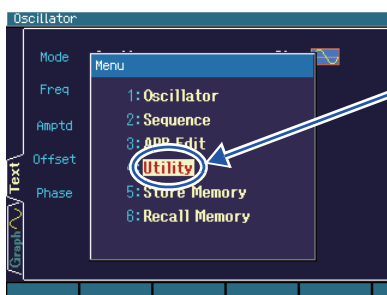 Oscillator
Mode
Menu
Freq
1:Oscillator
Amptd
2:Sequence
3:ARB Edit
Offset
Utility
Phase
5:Store Memory
6:Recall Memory
Text
Graph